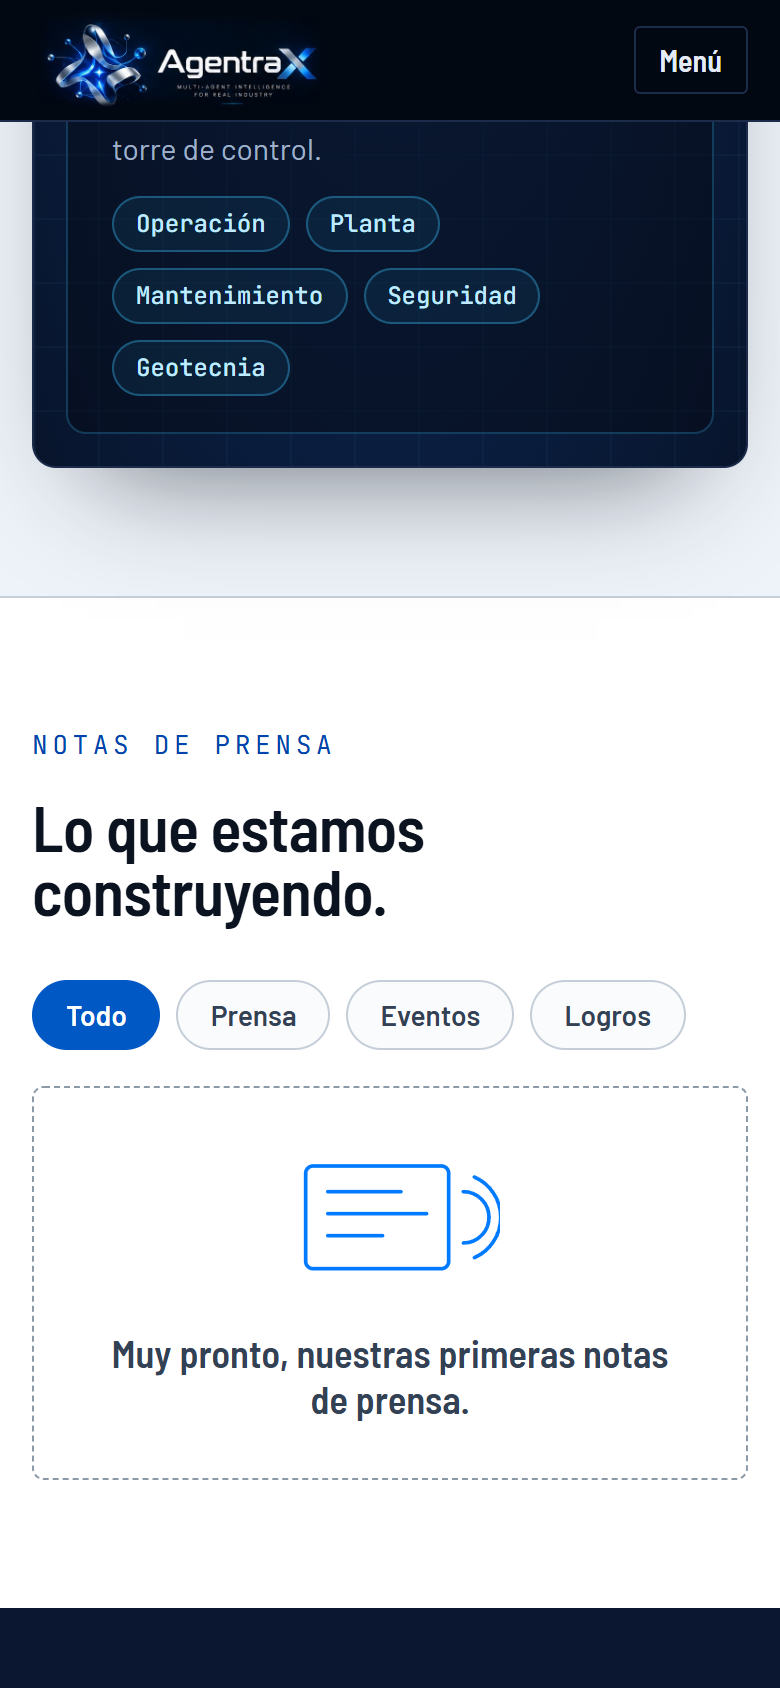 AgentraX
MULTI-AGENT INTELLIGENCE
FOR REAL INDUSTRY
Menú
torre de control.
Operación
Planta
Mantenimiento
Seguridad
Geotecnia
NOTAS DE PRENSA
Lo que estamos
construyendo.
Todo
Prensa
Eventos
Logros
Muy pronto, nuestras primeras notas
de prensa.